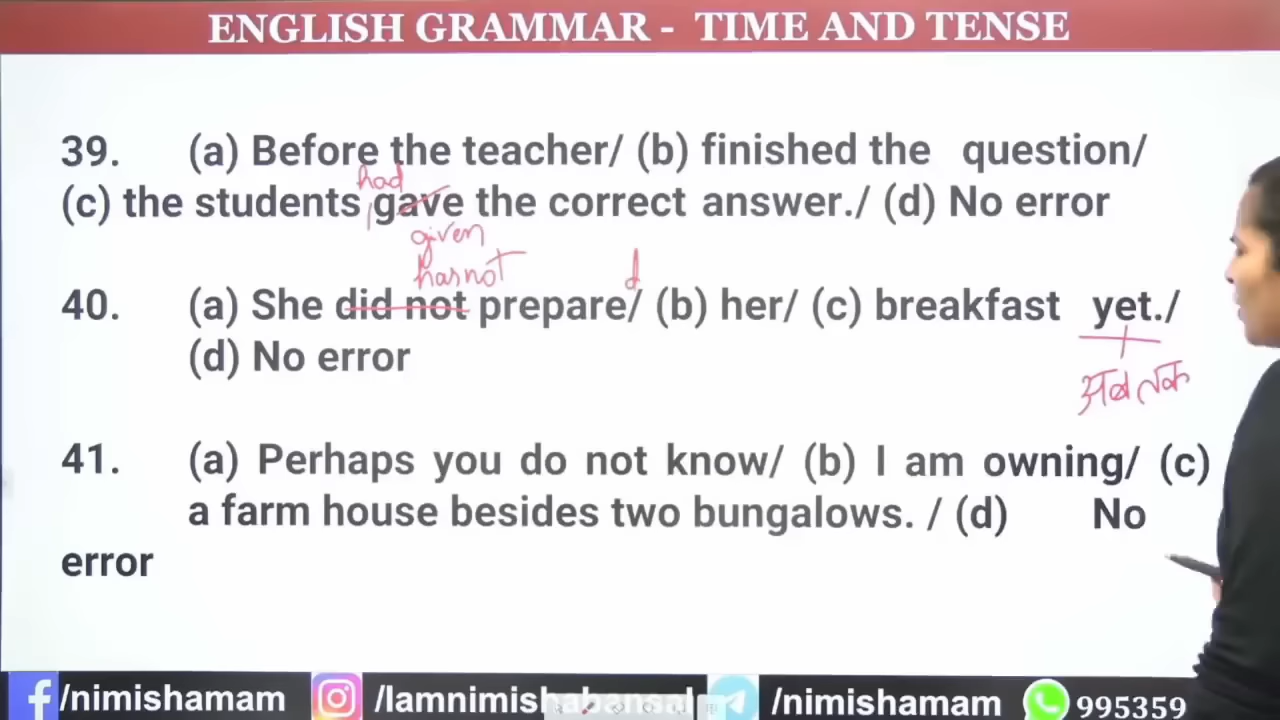 ENGLISH GRAMMAR - TIME AND TENSE
39. (a) Before the teacher/ (b) finished the question/
had
(c) the students gave the correct answer./ (d) No error
given
has not d
40. (a) She did not prepare/ (b) her/ (c) breakfast yet./
(d) No error
अब तक
41. (a) Perhaps you do not know/ (b) I am owning/ (c)
a farm house besides two bungalows. / (d) No
error
/nimishamam /Iamnimishabansal /nimishamam 995359